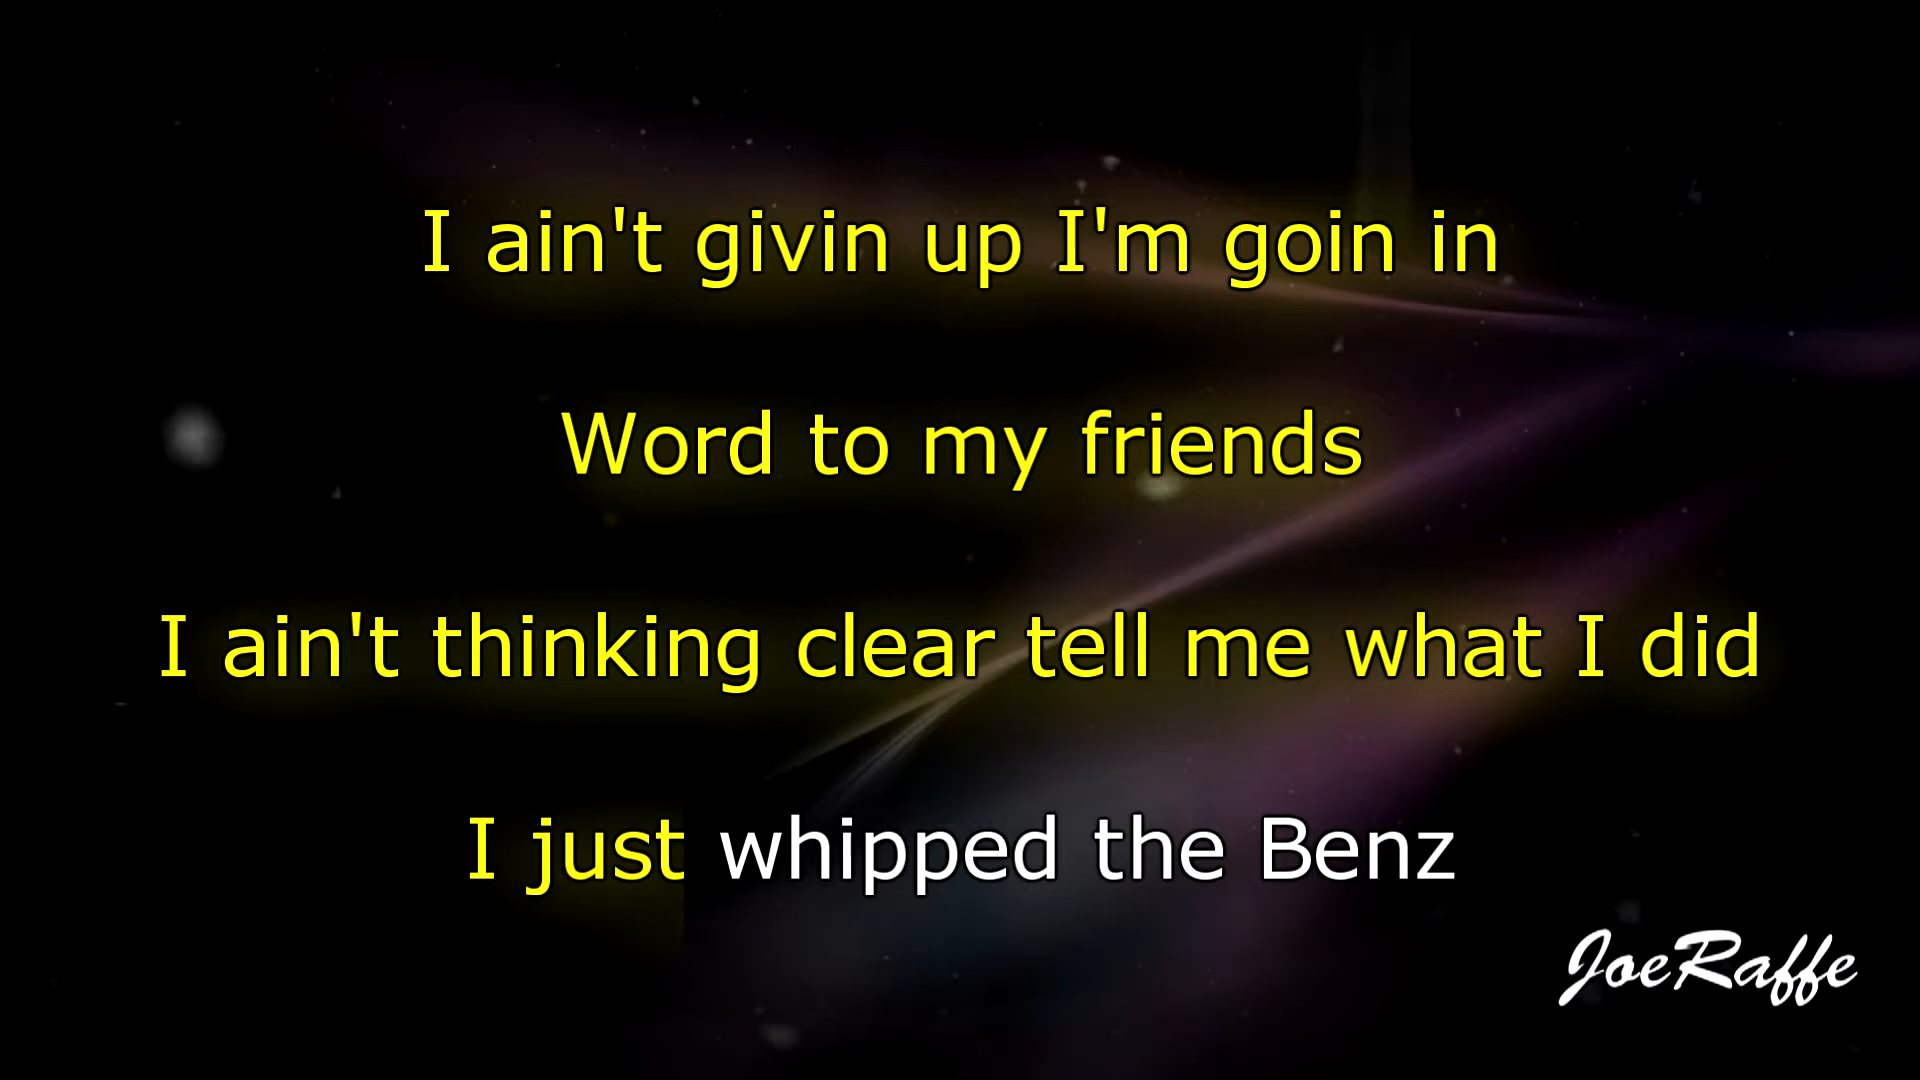 I ain't givin up I'm goin in
Word to my friends
I ain't thinking clear tell me what I did
I just whipped the Benz
JoeRaffe